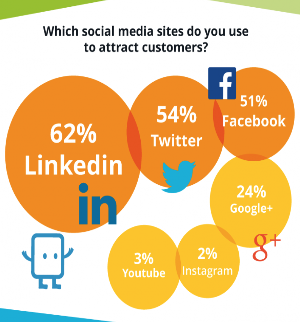 Which social media sites do you use
to attract customers?
62%
Linkedin
in
54%
Twitter
f
51%
Facebook
24%
Google+
g+
3%
Youtube
2%
Instagram